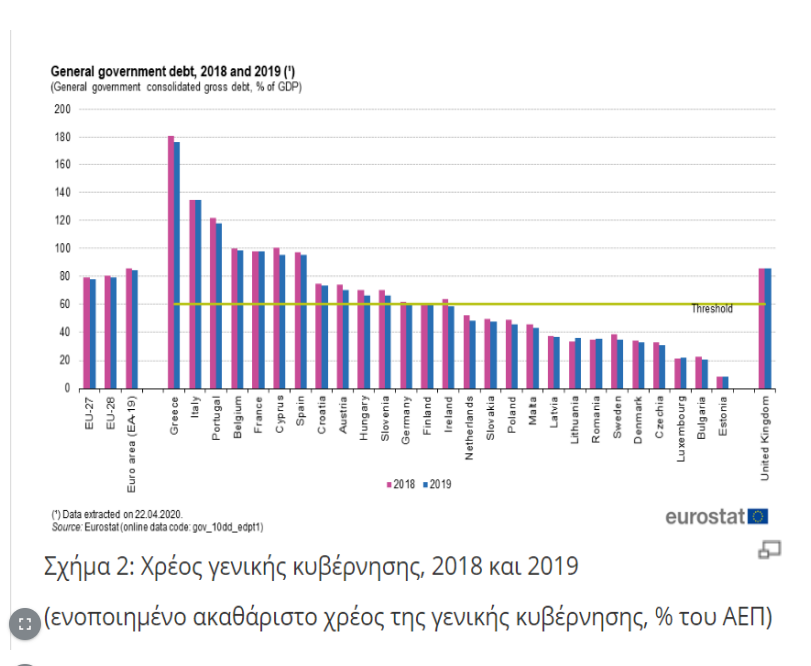 General government debt, 2018 and 2019 (¹)
(General government consolidated gross debt, % of GDP)
200
180
160
140
120
100
80
60
40
20
0
Threshold
EU-27
EU-28
Euro area (EA-19)
Greece
Italy
Portugal
Belgium
France
Cyprus
Spain
Croatia
Austria
Hungary
Slovenia
Germany
Finland
Ireland
Netherlands
Slovakia
Poland
Malta
Latvia
Lithuania
Romania
Sweden
Denmark
Czechia
Luxembourg
Bulgaria
Estonia
United Kingdom
2018 2019
(¹) Data extracted on 22.04.2020.
Source: Eurostat (online data code: gov_10dd_edpt1)
eurostat
Σχήμα 2: Χρέος γενικής κυβέρνησης, 2018 και 2019
(ενοποιημένο ακαθάριστο χρέος της γενικής κυβέρνησης, % του ΑΕΠ)